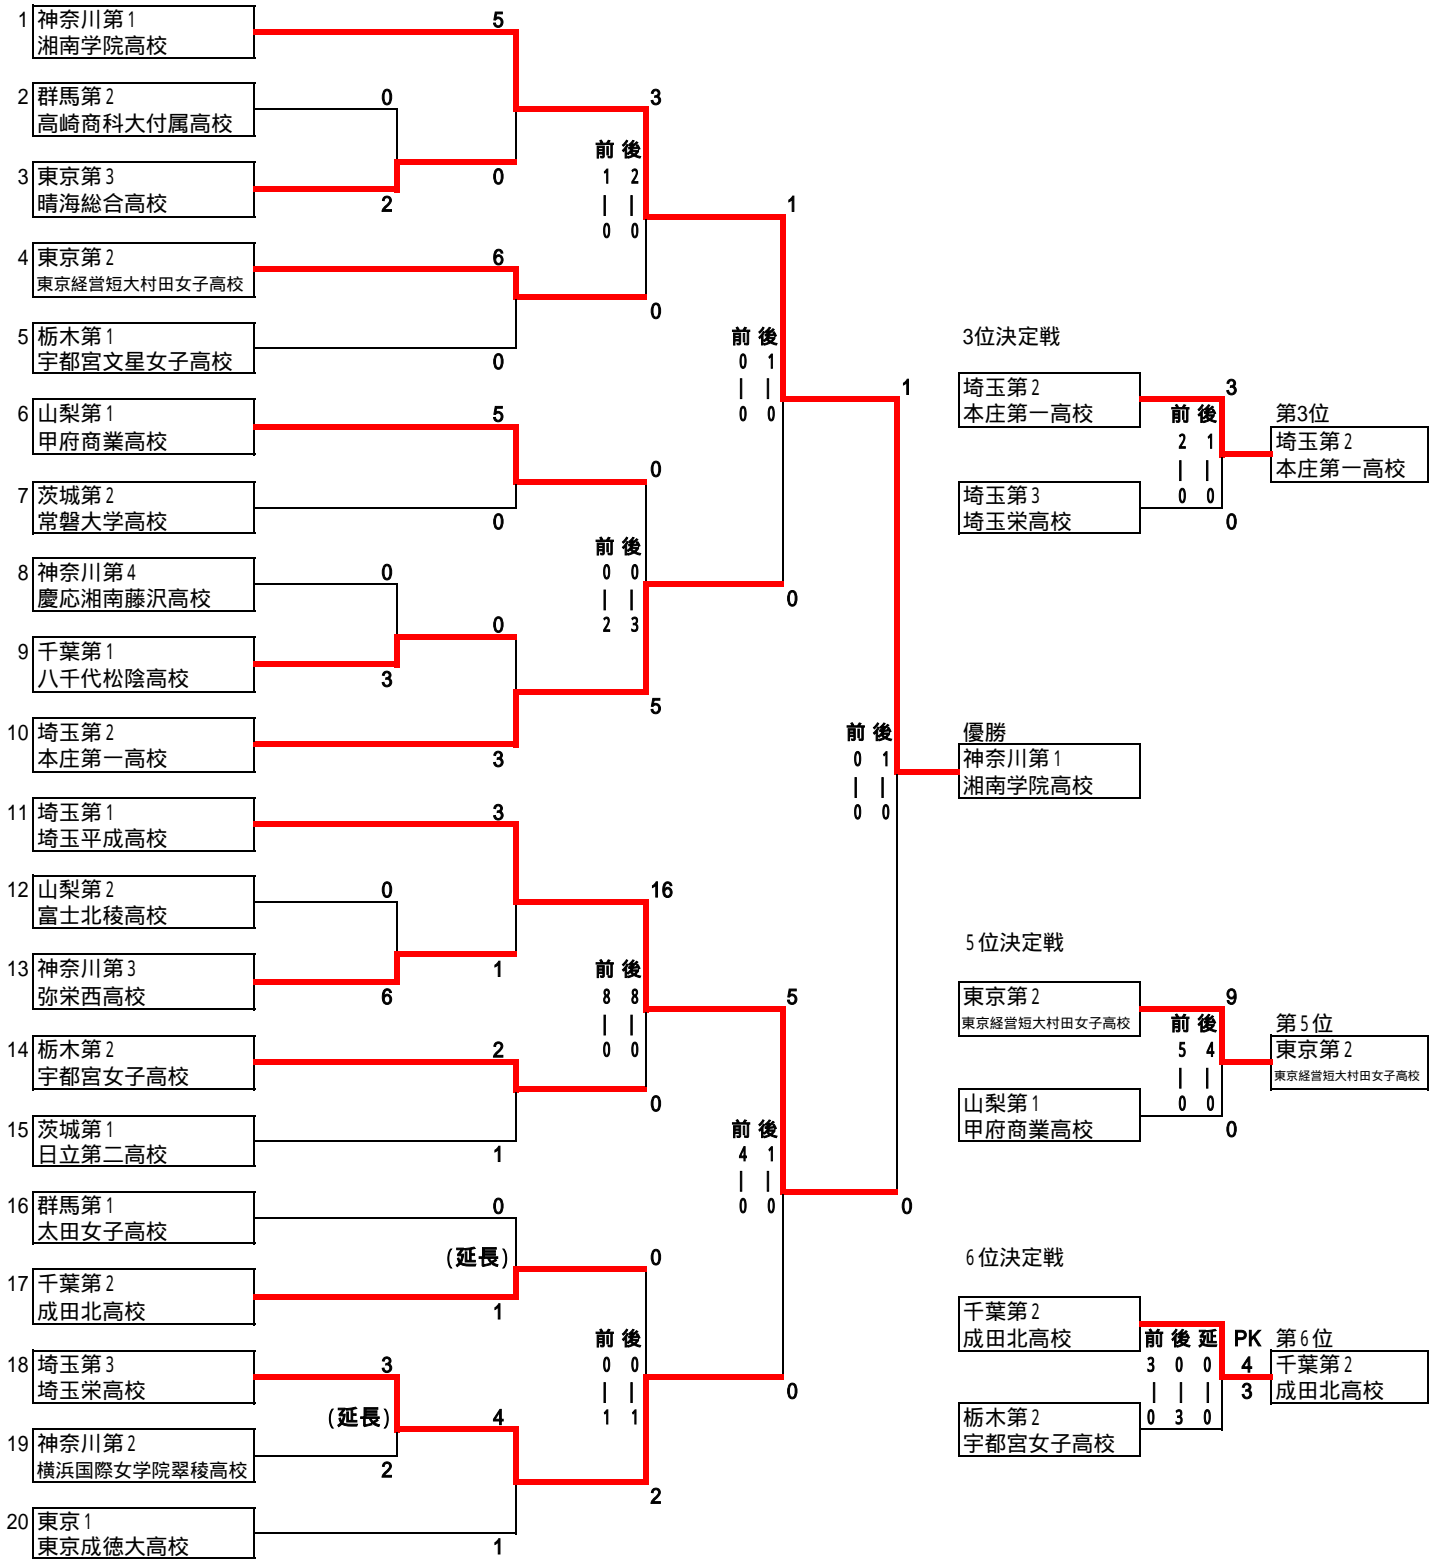 1 神奈川第1
湘南学院高校
5
2 群馬第2
高崎商科大付属高校
0
3 東京第3
晴海総合高校
2
0
3
前 後
1 2
| |
0 0
4 東京第2
東京経営短大村田女子高校
6
0
5 栃木第1
宇都宮文星女子高校
0
1
前 後
0 1
| |
0 0
6 山梨第1
甲府商業高校
5
0
7 茨城第2
常磐大学高校
0
前 後
0 0
| |
2 3
8 神奈川第4
慶応湘南藤沢高校
0
0
9 千葉第1
八千代松陰高校
3
5
0
10 埼玉第2
本庄第一高校
3
1
前 後
0 1
| |
0 0
11 埼玉第1
埼玉平成高校
3
16
12 山梨第2
富士北稜高校
0
13 神奈川第3
弥栄西高校
6
1
前 後
8 8
| |
0 0
5
14 栃木第2
宇都宮女子高校
2
0
15 茨城第1
日立第二高校
1
前 後
4 1
| |
0 0
0
16 群馬第1
太田女子高校
0
(延長)
0
17 千葉第2
成田北高校
1
前 後
0 0
| |
1 1
0
18 埼玉第3
埼玉栄高校
3
(延長)
4
19 神奈川第2
横浜国際女学院翠稜高校
2
2
20 東京1
東京成徳大高校
1
3位決定戦
埼玉第2
本庄第一高校
3
前 後
2 1
| |
0 0
第3位
埼玉第2
本庄第一高校
埼玉第3
埼玉栄高校
0
優勝
神奈川第1
湘南学院高校
5位決定戦
東京第2
東京経営短大村田女子高校
9
前 後
5 4
| |
0 0
第5位
東京第2
東京経営短大村田女子高校
山梨第1
甲府商業高校
0
6位決定戦
千葉第2
成田北高校
前 後 延 PK
3 0 0 4
| | | 3
0 3 0
第6位
千葉第2
成田北高校
栃木第2
宇都宮女子高校